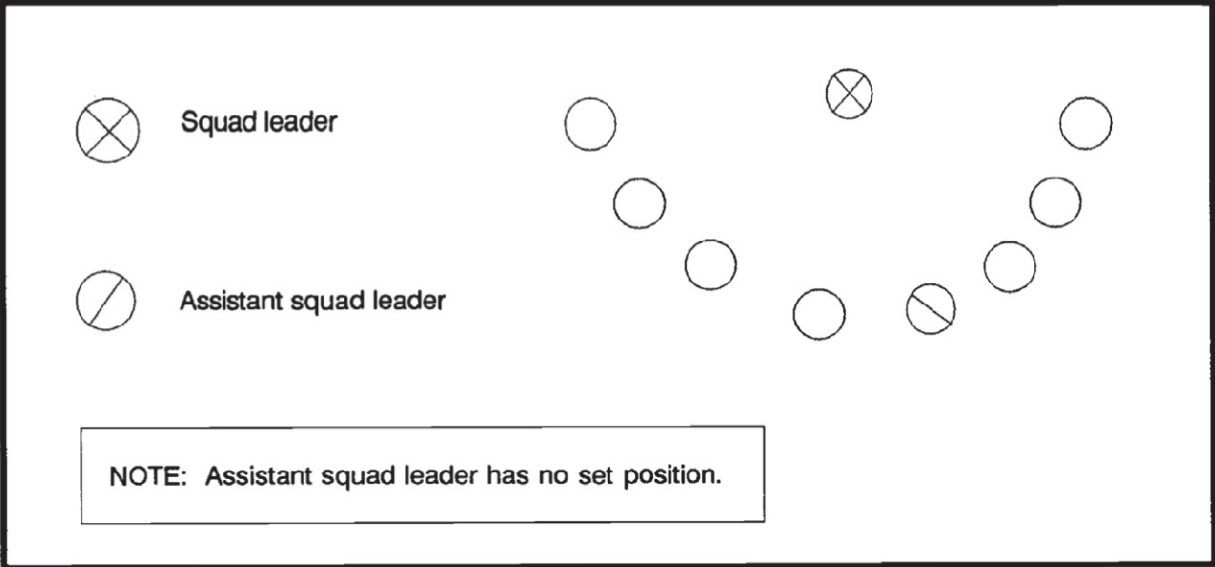 Squad leader
Assistant squad leader
NOTE: Assistant squad leader has no set position.